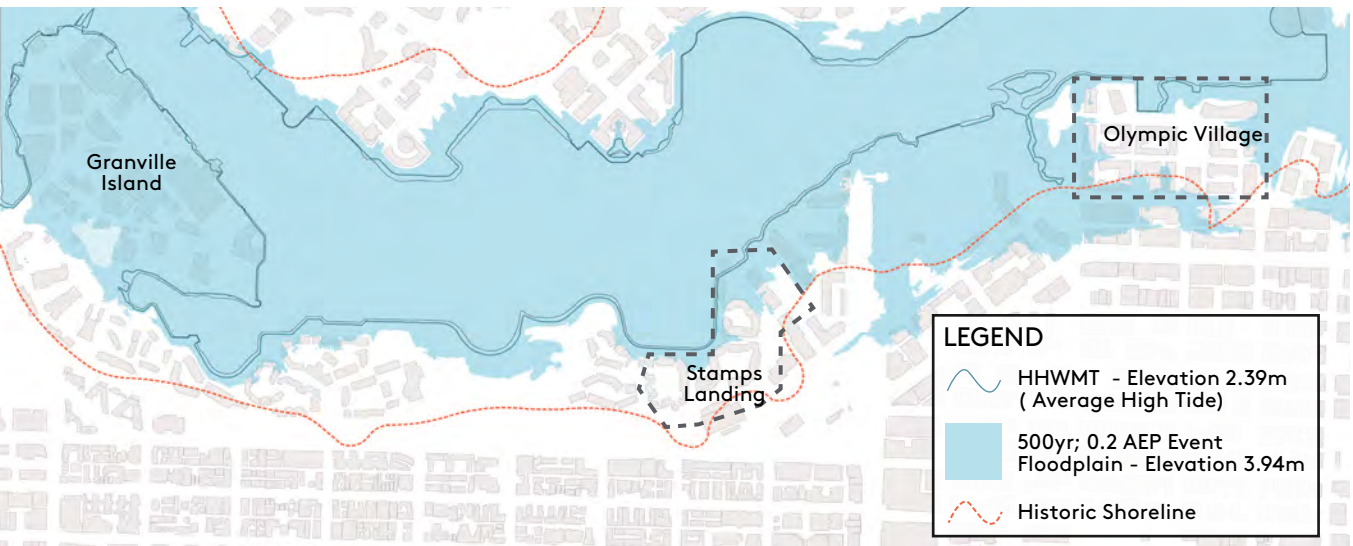 Granville
Island
Olympic Village
Stamps
Landing
LEGEND
HHWMT - Elevation 2.39m
( Average High Tide)
500yr; 0.2 AEP Event
Floodplain - Elevation 3.94m
Historic Shoreline